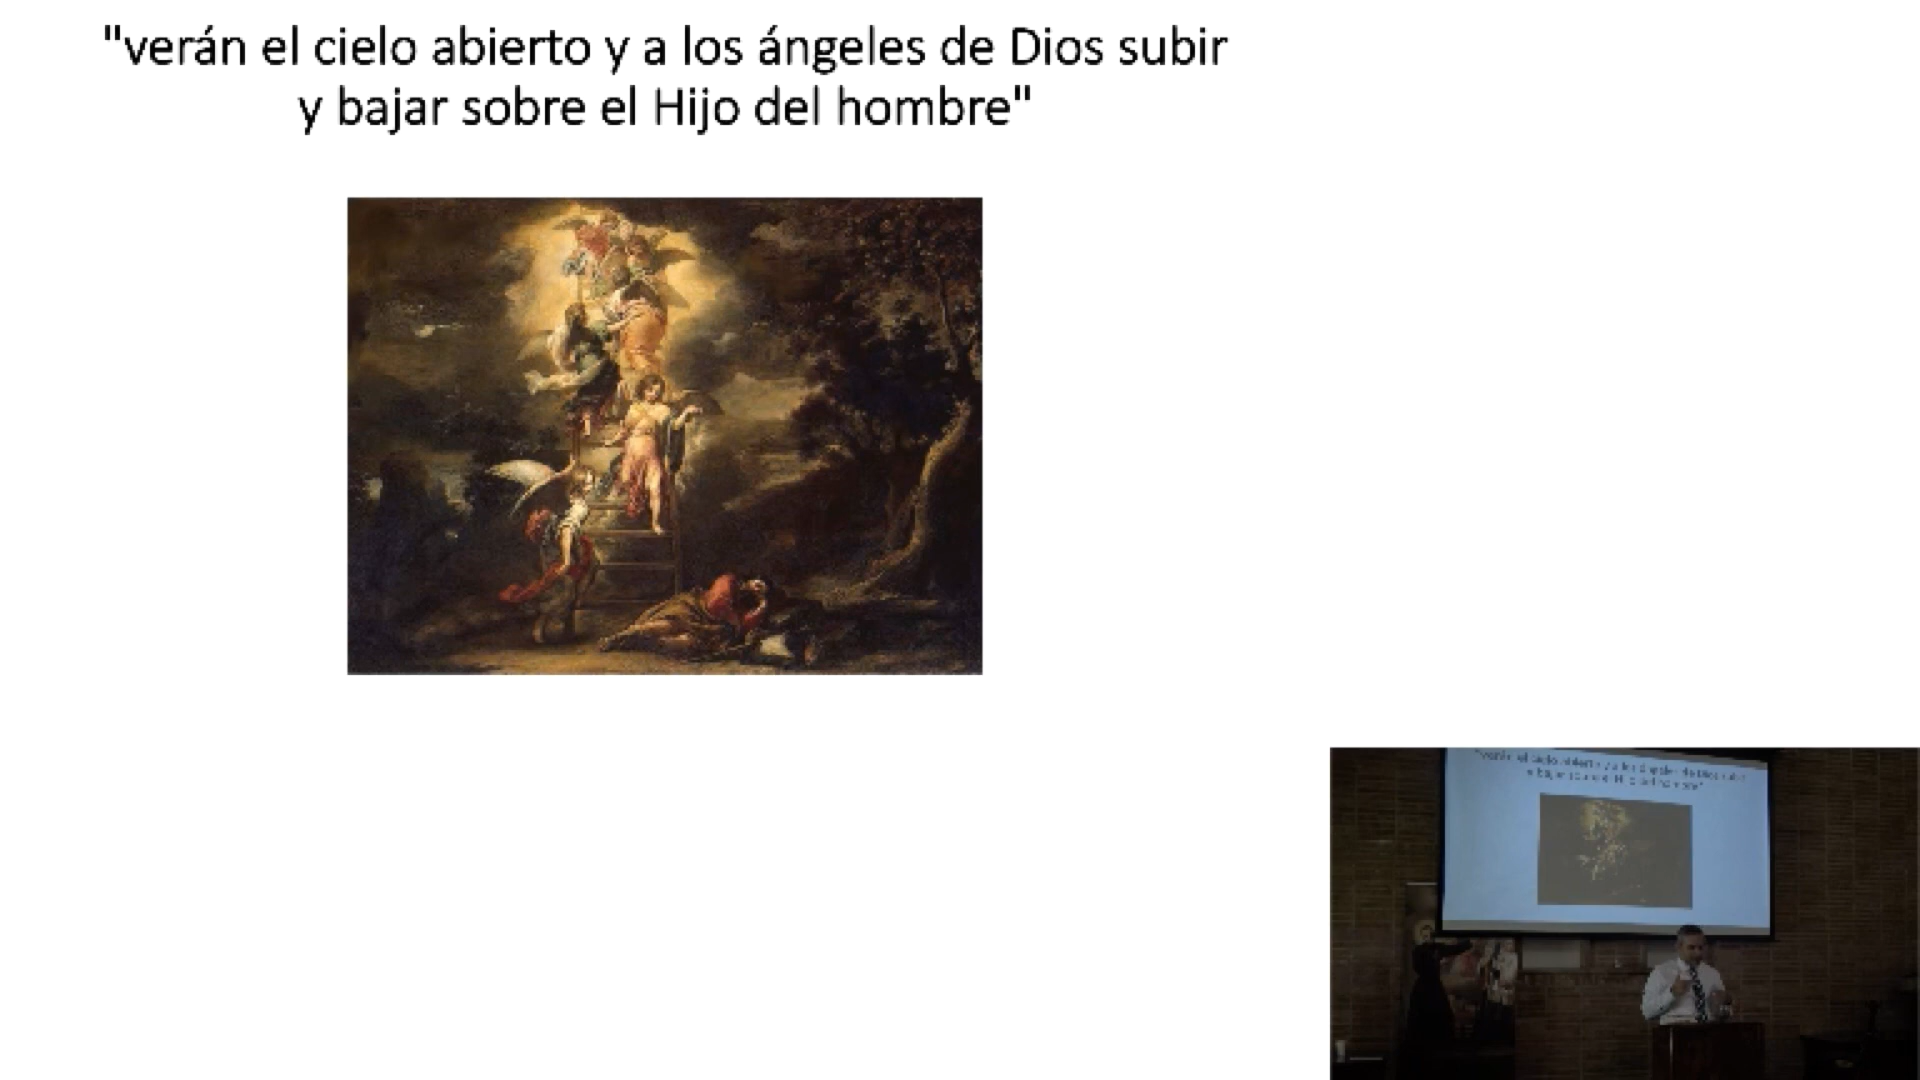 "verán el cielo abierto y a los ángeles de Dios subir
y bajar sobre el Hijo del hombre"